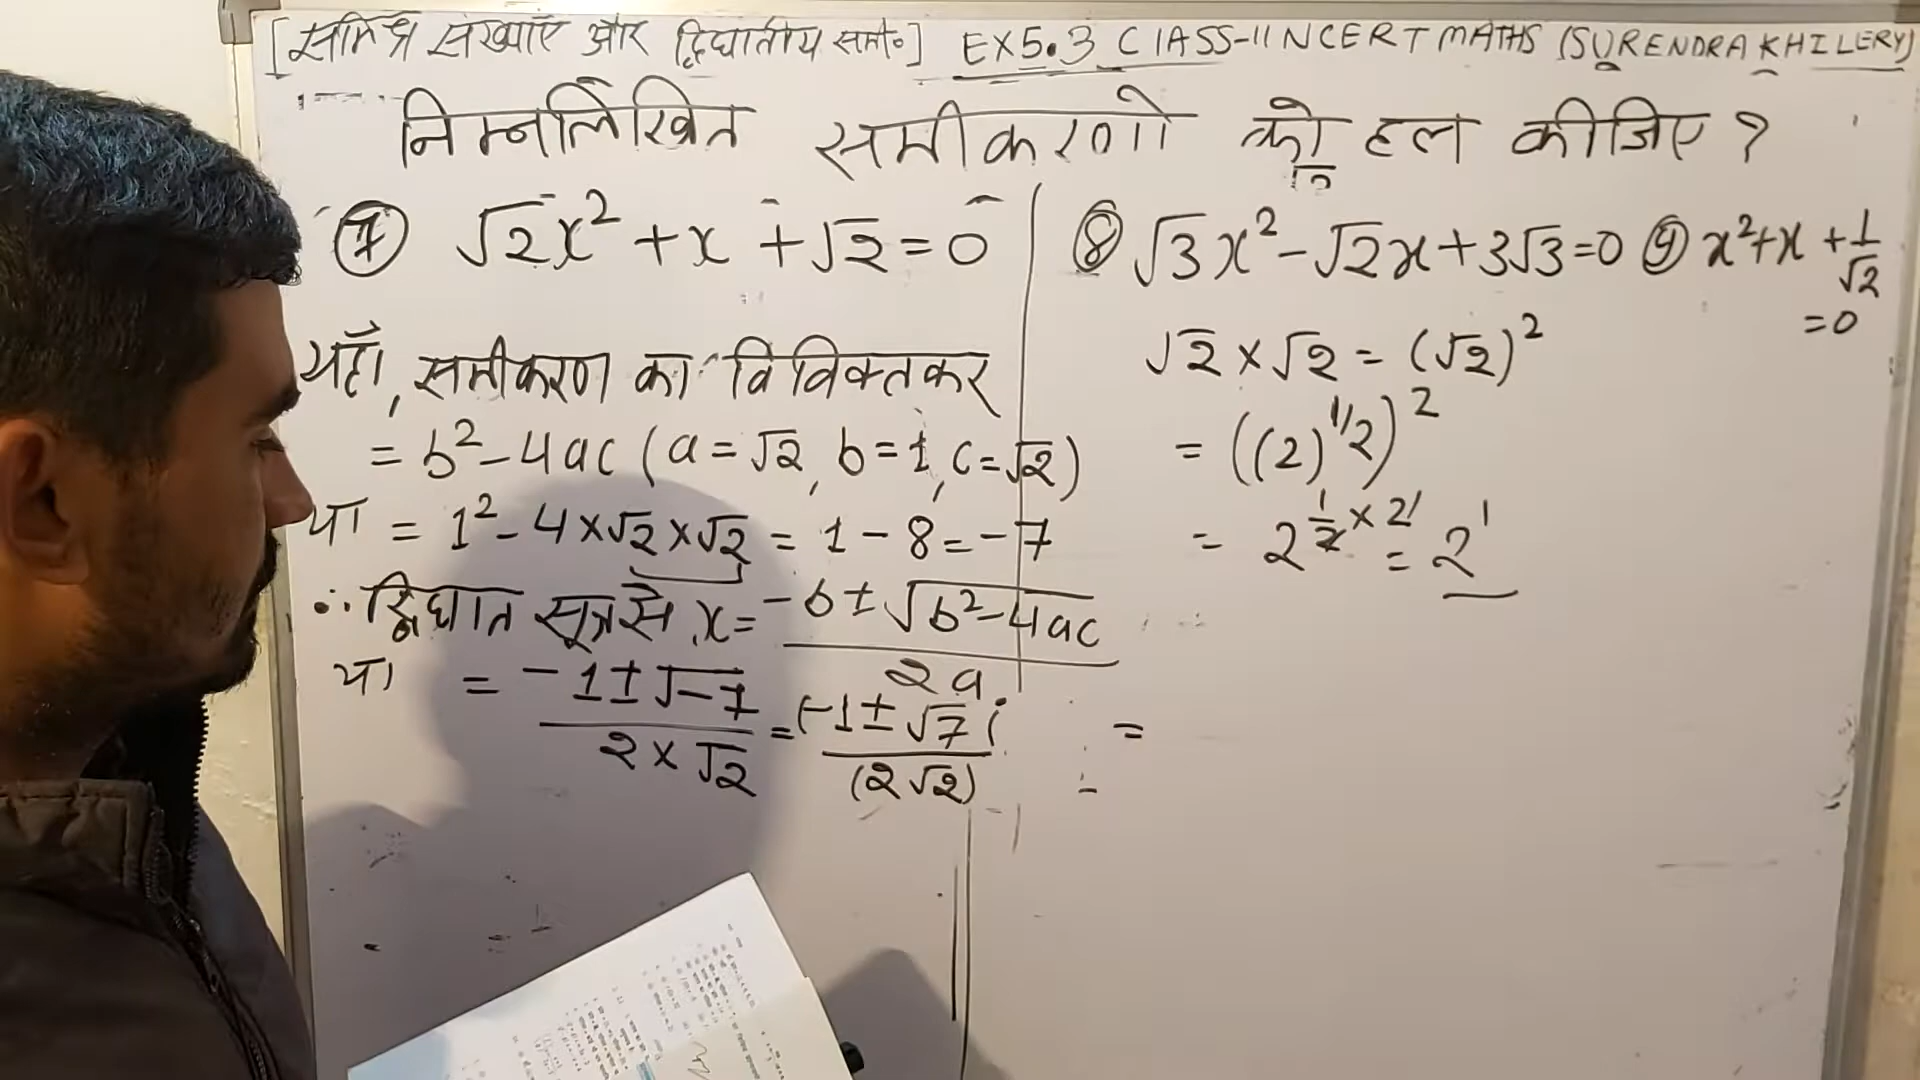 [सम्मिश्र संख्याएँ और द्विघातीय समी०] EX5.3 CLASS-11 NCERT MATHS (SURENDRA KHILERY)
निम्नलिखित समीकरणो को हल कीजिए ?
⑦ √2x² + x + √2 = 0
⑧ √3x² - √2x + 3√3 = 0
⑨ x² + x + 1/√2 = 0
यहाँ, समीकरण का विविक्तकर
= b² - 4ac (a = √2, b = 1, c = √2)
या = 1² - 4 × √2 × √2 = 1 - 8 = - 7
∴ द्विघात सूत्र से, x = (-b ± √(b² - 4ac))/2a
या = (-1 ± √-7)/(2 × √2) = (-1 ± √7 i)/(2√2) =
√2 × √2 = (√2)²
= ((2)^1/2)²
= 2^(1/2 × 2) = 2^1